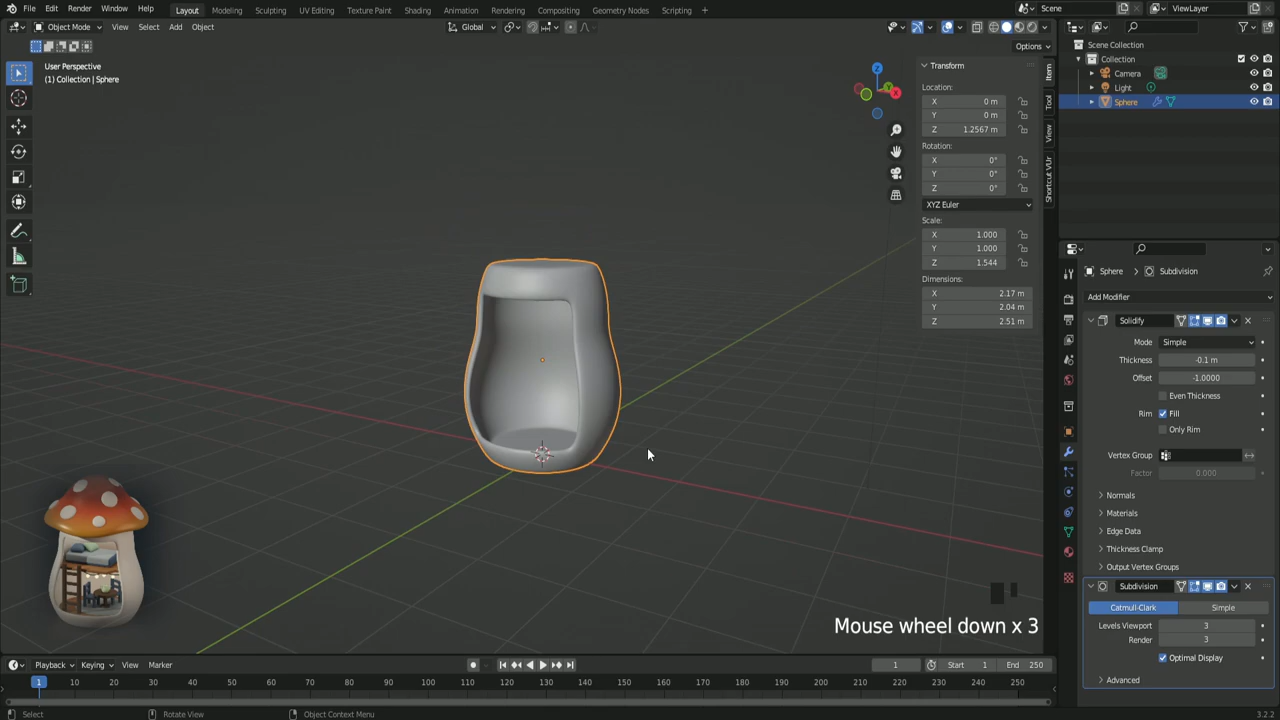 File Edit Render Window Help Layout Modeling Sculpting UV Editing Texture Paint Shading Animation Rendering Compositing Geometry Nodes Scripting + Scene ViewLayer
Object Mode View Select Add Object Global
Options
User Perspective
(1) Collection | Sphere
Z
Y
X
Transform
Location:
X 0 m
Y 0 m
Z 1.2567 m
Rotation:
X 0°
Y 0°
Z 0°
XYZ Euler
Scale:
X 1.000
Y 1.000
Z 1.544
Dimensions:
X 2.17 m
Y 2.04 m
Z 2.51 m
Item
Tool
View
Shortcut VUr
Scene Collection
Collection
Camera
Light
Sphere
Sphere > Subdivision
Add Modifier
Solidify
Mode Simple
Thickness -0.1 m
Offset -1.0000
Even Thickness
Rim Fill
Only Rim
Vertex Group
Factor 0.000
Normals
Materials
Edge Data
Thickness Clamp
Output Vertex Groups
Subdivision
Catmull-Clark Simple
Levels Viewport 3
Render 3
Optimal Display
Advanced
Mouse wheel down x 3
Playback Keying View Marker 1 Start 1 End 250
1 10 20 30 40 50 60 70 80 90 100 110 120 130 140 150 160 170 180 190 200 210 220 230 240 250
Select Rotate View Object Context Menu 3.2.2